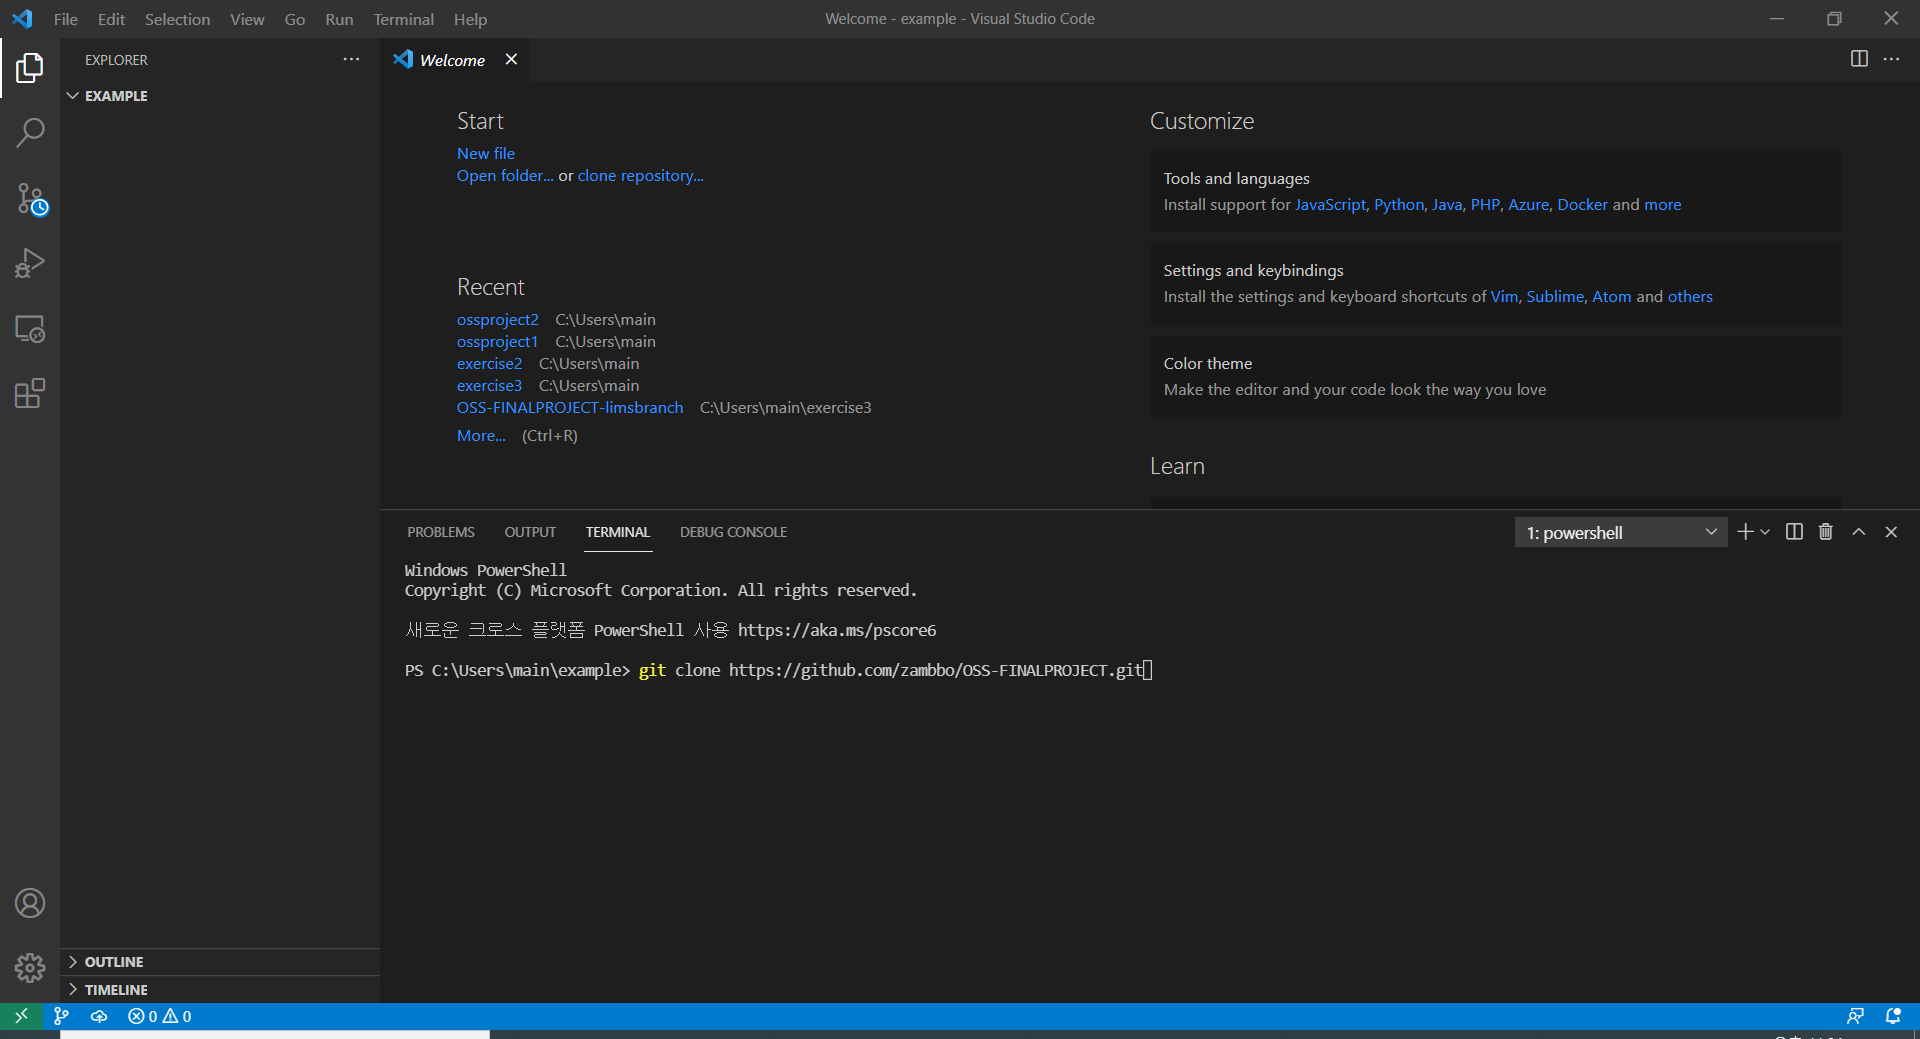 File Edit Selection View Go Run Terminal Help
Welcome - example - Visual Studio Code
EXPLORER
EXAMPLE
Welcome
Start
New file
Open folder... or clone repository...
Recent
ossproject2 C:\Users\main
ossproject1 C:\Users\main
exercise2 C:\Users\main
exercise3 C:\Users\main
OSS-FINALPROJECT-limsbranch C:\Users\main\exercise3
More... (Ctrl+R)
Customize
Tools and languages
Install support for JavaScript, Python, Java, PHP, Azure, Docker and more
Settings and keybindings
Install the settings and keyboard shortcuts of Vim, Sublime, Atom and others
Color theme
Make the editor and your code look the way you love
Learn
PROBLEMS OUTPUT TERMINAL DEBUG CONSOLE
1: powershell
Windows PowerShell
Copyright (C) Microsoft Corporation. All rights reserved.
새로운 크로스 플랫폼 PowerShell 사용 https://aka.ms/pscore6
PS C:\Users\main\example> git clone https://github.com/zambbo/OSS-FINALPROJECT.git
OUTLINE
TIMELINE
0 0